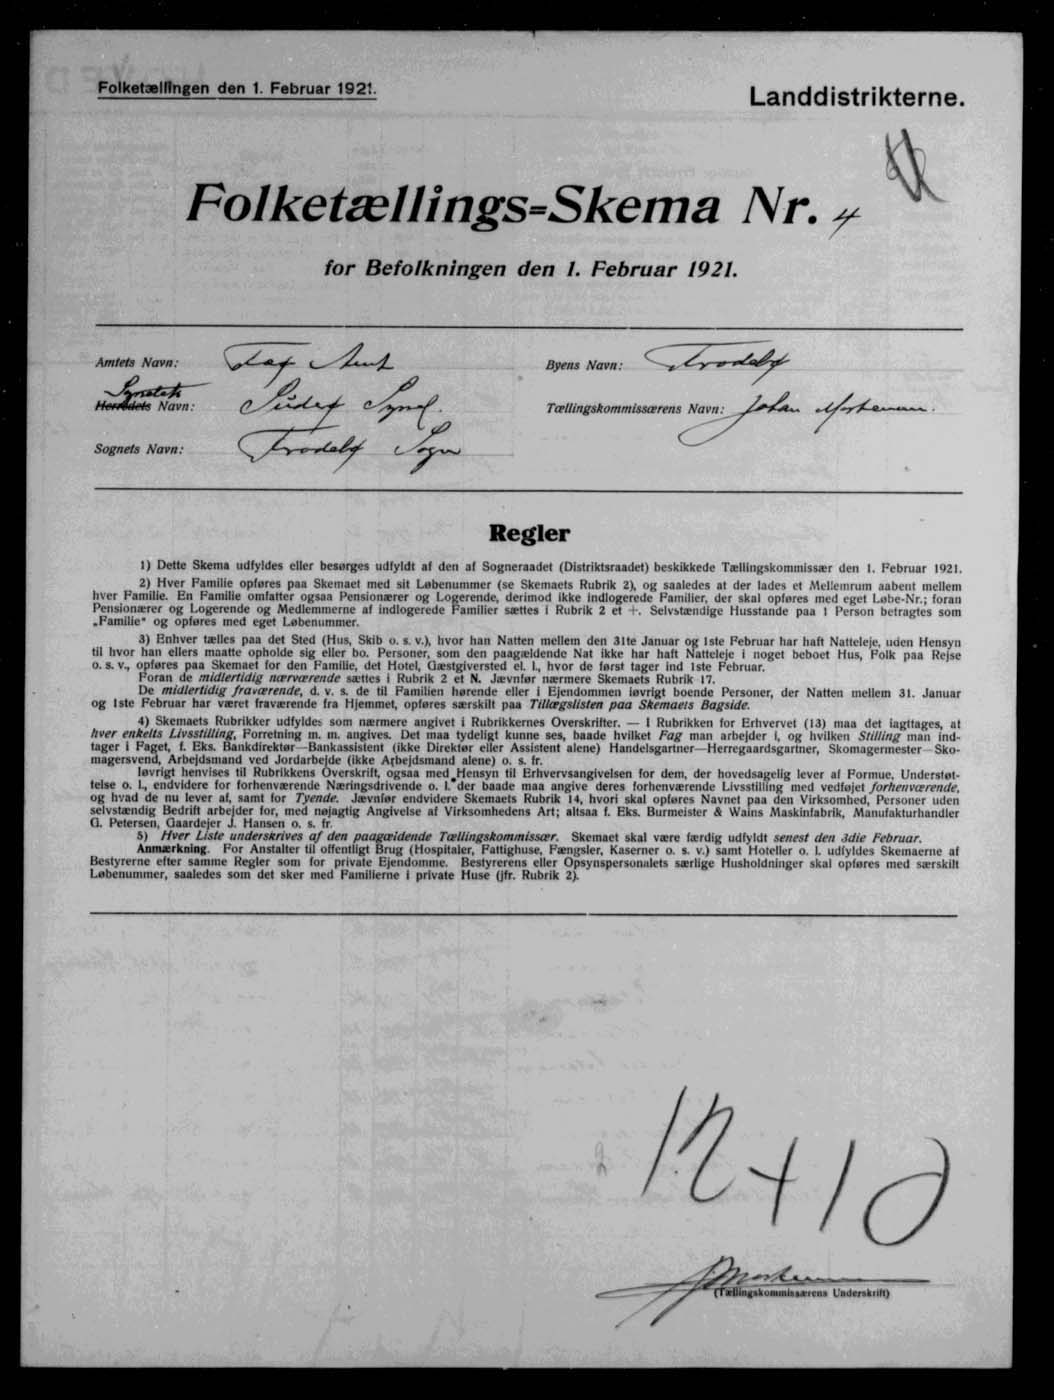 Folketællingen den 1. Februar 1921.
Landdistrikterne.
Folketællings=Skema Nr. 4
for Befolkningen den 1. Februar 1921.
Amtets Navn: Amt
Byens Navn: Trodebø
Synslets
Herredets Navn: Süderø Syssel.
Tællingskommissærens Navn: Johan Mortensen.
Sognets Navn: Trodebø Sogn
Regler
1) Dette Skema udfyldes eller besørges udfyldt af den af Sogneraadet (Distriktsraadet) beskikkede Tællingskommissær den 1. Februar 1921.
2) Hver Familie opføres paa Skemaet med sit Løbenummer (se Skemaets Rubrik 2), og saaledes at der lades et Mellemrum aabent mellem
hver Familie. En Familie omfatter ogsaa Pensionærer og Logerende, derimod ikke indlogerede Familier, der skal opføres med eget Løbe-Nr.; foran
Pensionærer og Logerende og Medlemmerne af indlogerede Familier sættes i Rubrik 2 et +. Selvstændige Husstande paa 1 Person betragtes som
„Familie“ og opføres med eget Løbenummer.
3) Enhver tælles paa det Sted (Hus, Skib o. s. v.), hvor han Natten mellem den 31te Januar og 1ste Februar har haft Natteleje, uden Hensyn
til hvor han ellers maatte opholde sig eller bo. Personer, som den paagældende Nat ikke har haft Natteleje i noget beboet Hus, Folk paa Rejse
o. s. v., opføres paa Skemaet for den Familie, det Hotel, Gæstgiversted el. l., hvor de først tager ind 1ste Februar.
Foran de midlertidig nærværende sættes i Rubrik 2 et N. Jævnfør nærmere Skemaets Rubrik 17.
De midlertidig fraværende, d. v. s. de til Familien hørende eller i Ejendommen iøvrigt boende Personer, der Natten mellem 31. Januar
og 1ste Februar har været fraværende fra Hjemmet, opføres særskilt paa Tillægslisten paa Skemaets Bagside.
4) Skemaets Rubrikker udfyldes som nærmere angivet i Rubrikkernes Overskrifter. — I Rubrikken for Erhvervet (13) maa det iagttages, at
hver enkelts Livsstilling, Forretning m. m. angives. Det maa tydeligt kunne ses, baade hvilket Fag man arbejder i, og hvilken Stilling man ind-
tager i Faget, f. Eks. Bankdirektør—Bankassistent (ikke Direktør eller Assistent alene) Handelsgartner—Herregaardsgartner, Skomagermester—Sko-
magersvend, Arbejdsmand ved Jordarbejde (ikke Arbejdsmand alene) o. s. fr.
Iøvrigt henvises til Rubrikkens Overskrift, ogsaa med Hensyn til Erhvervsangivelsen for dem, der hovedsagelig lever af Formue, Understøt-
telse o. l., endvidere for forhenværende Næringsdrivende o. l. der baade maa angive deres forhenværende Livsstilling med vedføjet forhenværende,
og hvad de nu lever af, samt for Tyende. Jævnfør endvidere Skemaets Rubrik 14, hvori skal opføres Navnet paa den Virksomhed, Personer uden
selvstændig Bedrift arbejder for, med nøjagtig Angivelse af Virksomhedens Art; altsaa f. Eks. Burmeister & Wains Maskinfabrik, Manufakturhandler
G. Petersen, Gaardejer J. Hansen o. s. fr.
5) Hver Liste underskrives af den paagældende Tællingskommissær. Skemaet skal være færdig udfyldt senest den 3die Februar.
Anmærkning. For Anstalter til offentligt Brug (Hospitaler, Fattighuse, Fængsler, Kaserner o. s. v.) samt Hoteller o. l. udfyldes Skemaerne af
Bestyrerne efter samme Regler som for private Ejendomme. Bestyrerens eller Opsynspersonalets særlige Husholdninger skal opføres med særskilt
Løbenummer, saaledes som det sker med Familierne i private Huse (jfr. Rubrik 2).
12+10
JMortensen
(Tællingskommissærens Underskrift)